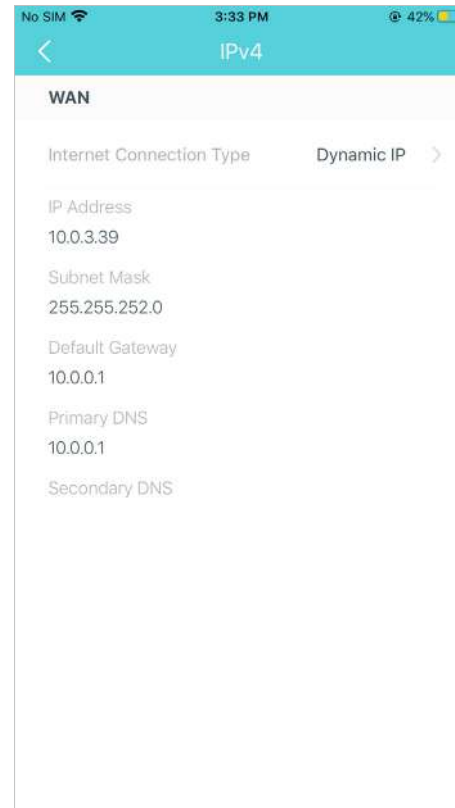 No SIM 3:33 PM 42%
IPv4
WAN
Internet Connection Type Dynamic IP
IP Address
10.0.3.39
Subnet Mask
255.255.252.0
Default Gateway
10.0.0.1
Primary DNS
10.0.0.1
Secondary DNS